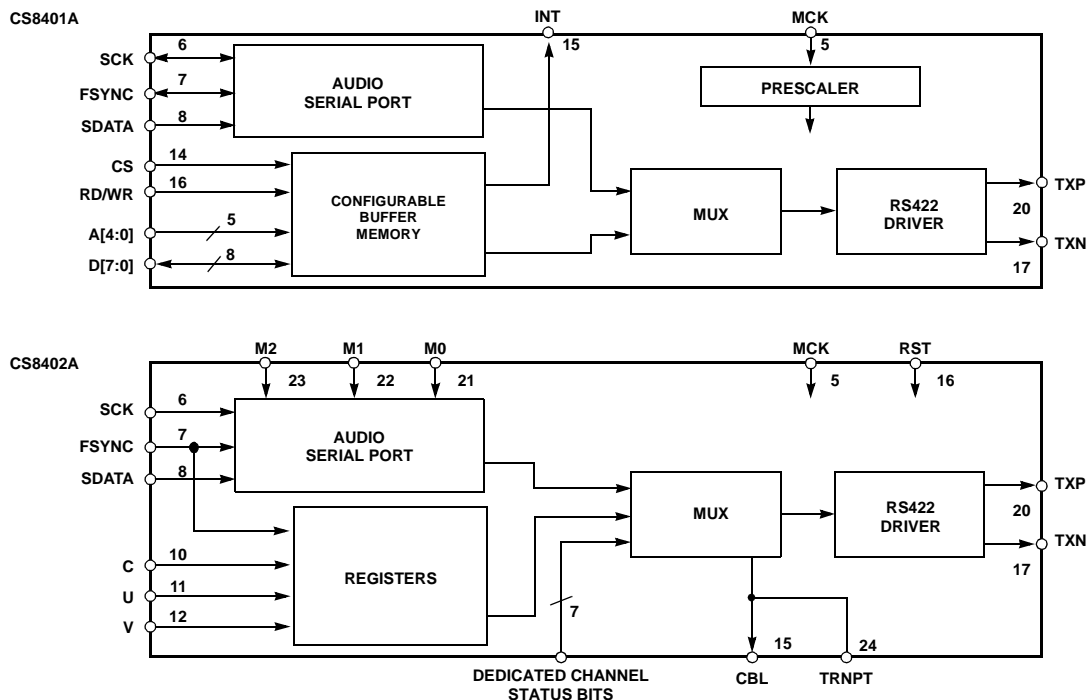 CS8401A
INT
MCK
15
5
SCK
6
FSYNC
7
SDATA
8
AUDIO
SERIAL PORT
PRESCALER
CS
14
RD/WR
16
A[4:0]
5
D[7:0]
8
CONFIGURABLE
BUFFER
MEMORY
MUX
RS422
DRIVER
TXP
20
TXN
17
CS8402A
M2
M1
M0
MCK
RST
23
22
21
5
16
SCK
6
FSYNC
7
SDATA
8
AUDIO
SERIAL PORT
C
10
U
11
V
12
REGISTERS
MUX
RS422
DRIVER
TXP
20
TXN
17
7
15
24
DEDICATED CHANNEL
STATUS BITS
CBL
TRNPT